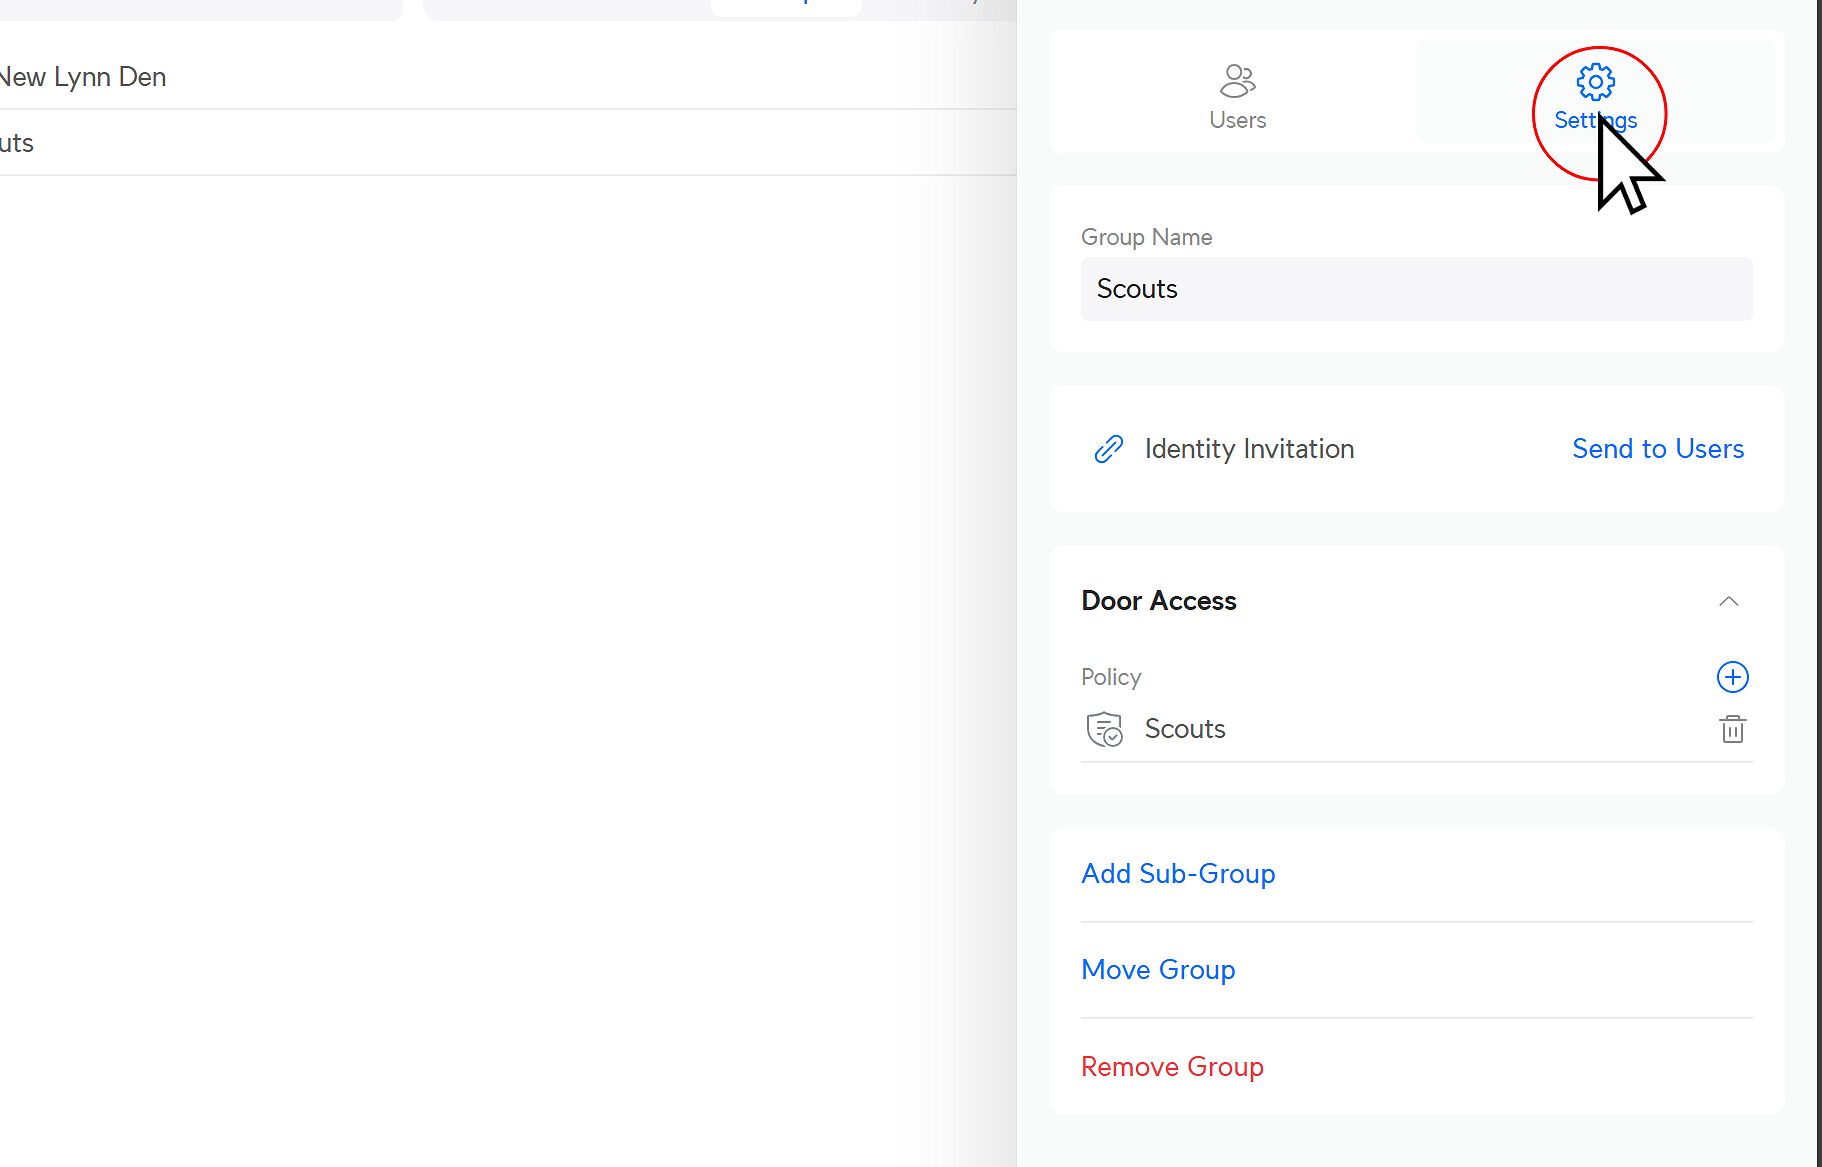 New Lynn Den
uts
Users
Settings
Group Name
Scouts
Identity Invitation
Send to Users
Door Access
Policy
Scouts
Add Sub-Group
Move Group
Remove Group